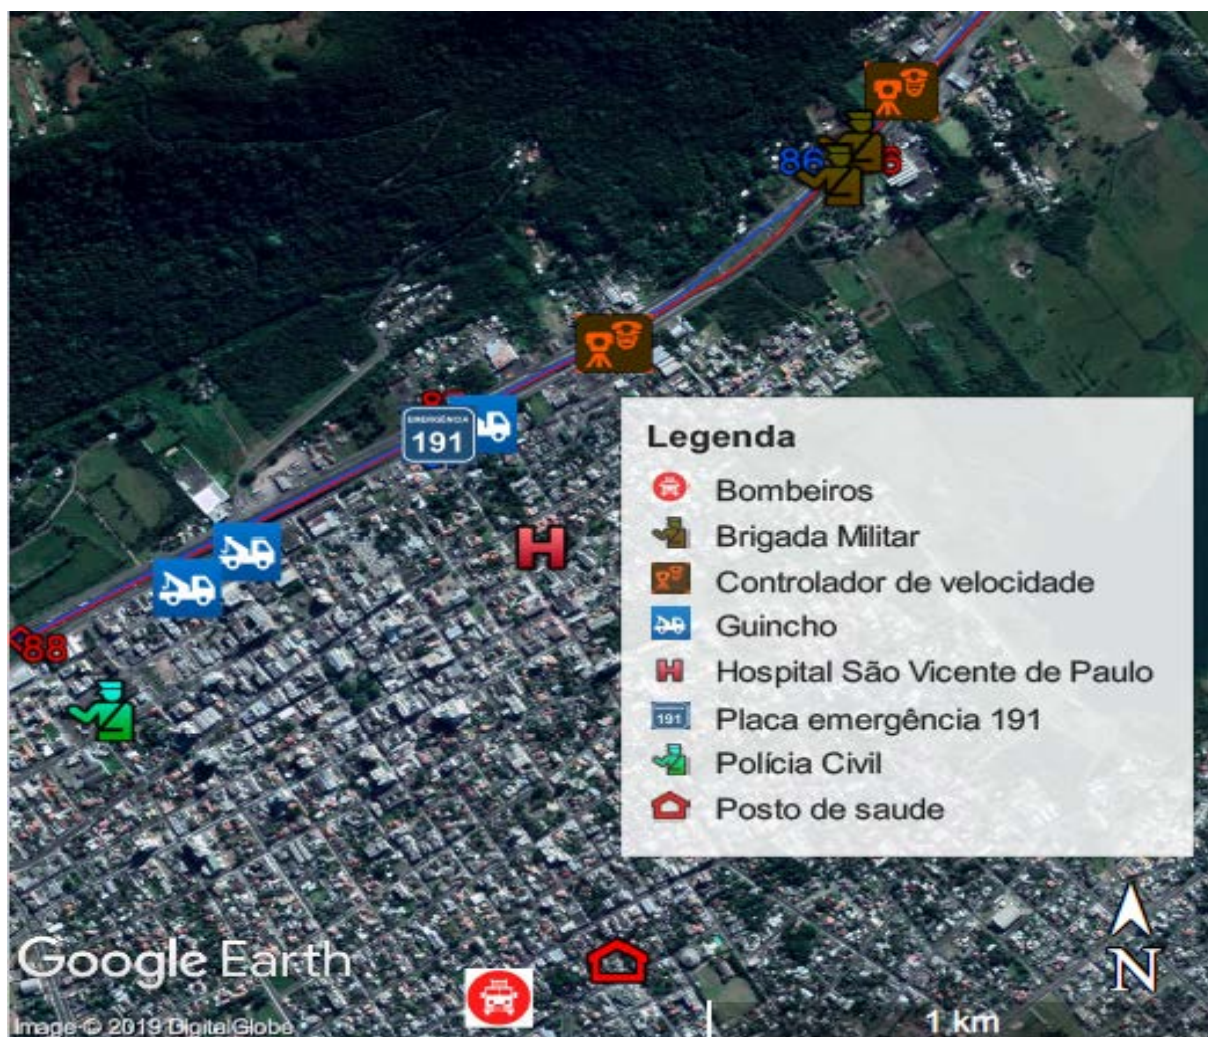 86
6
EMERGÊNCIA
191
88
Legenda
Bombeiros
Brigada Militar
Controlador de velocidade
Guincho
Hospital São Vicente de Paulo
191
Placa emergência 191
Polícia Civil
Posto de saude
Google Earth
N
Image © 2019 DigitalGlobe
1 km